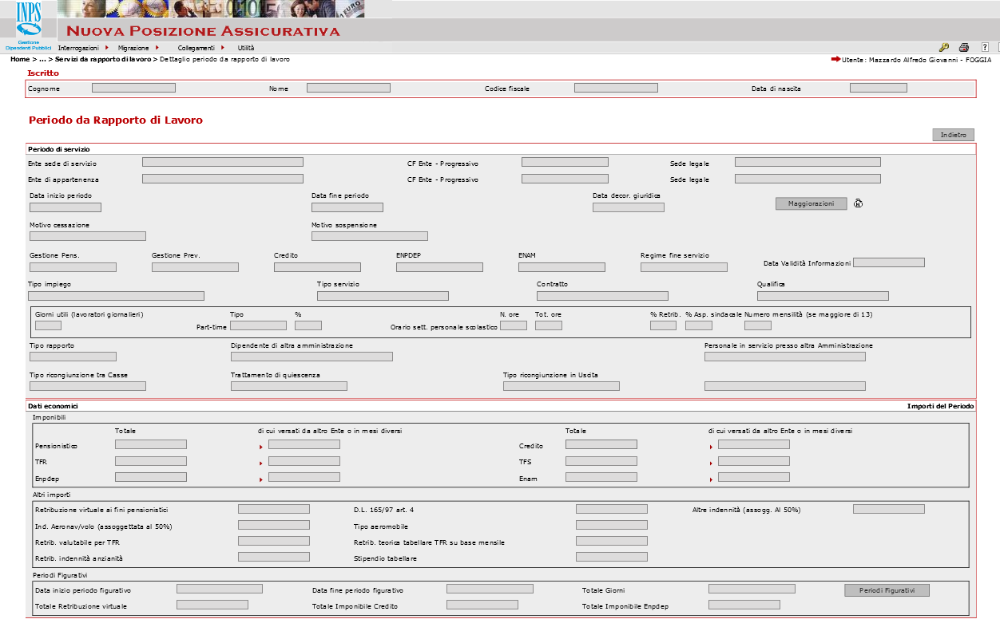 INPS
Gestione
Dipendenti Pubblici
EURO
NUOVA POSIZIONE ASSICURATIVA
Interrogazioni Migrazione Collegamenti Utilità
?
Home > ... > Servizi da rapporto di lavoro > Dettaglio periodo da rapporto di lavoro
Utente: Mazzardo Alfredo Giovanni - FOGGIA
Iscritto
Cognome Nome Codice fiscale Data di nascita
Periodo da Rapporto di Lavoro
Indietro
Periodo di servizio
Ente sede di servizio CF Ente - Progressivo Sede legale
Ente di appartenenza CF Ente - Progressivo Sede legale
Data inizio periodo Data fine periodo Data decor. giuridica
Maggiorazioni
Motivo cessazione Motivo sospensione
Gestione Pens. Gestione Prev. Credito ENPDEP ENAM Regime fine servizio
Data Validità Informazioni
Tipo impiego Tipo servizio Contratto Qualifica
Giorni utili (lavoratori giornalieri) Tipo % N. ore Tot. ore % Retrib. % Asp. sindacale Numero mensilità (se maggiore di 13)
Part-time Orario sett. personale scolastico
Tipo rapporto Dipendente di altra amministrazione Personale in servizio presso altra Amministrazione
Tipo ricongiunzione tra Casse Trattamento di quiescenza Tipo ricongiunzione in Uscita
Dati economici Importi del Periodo
Imponibili
Totale di cui versati da altro Ente o in mesi diversi Totale di cui versati da altro Ente o in mesi diversi
Pensionistico Credito
TFR TFS
Enpdep Enam
Altri importi
Retribuzione virtuale ai fini pensionistici D.L. 165/97 art. 4 Altre indennità (assogg. Al 50%)
Ind. Aeronav/volo (assoggettata al 50%) Tipo aeromobile
Retrib. valutabile per TFR Retrib. teorica tabellare TFR su base mensile
Retrib. indennità anzianità Stipendio tabellare
Periodi Figurativi
Data inizio periodo figurativo Data fine periodo figurativo Totale Giorni Periodi Figurativi
Totale Retribuzione virtuale Totale Imponibile Credito Totale Imponibile Enpdep